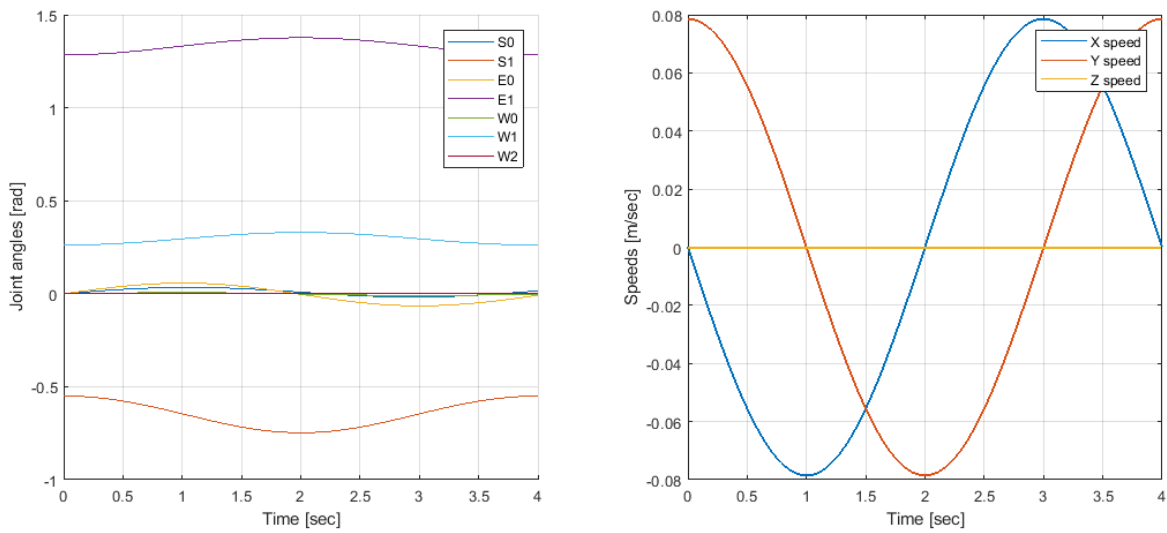 1.5
1
0.5
0
-0.5
-1
Joint angles [rad]
S0
S1
E0
E1
W0
W1
W2
0 0.5 1 1.5 2 2.5 3 3.5 4
Time [sec]
0.08
0.06
0.04
0.02
0
-0.02
-0.04
-0.06
-0.08
Speeds [m/sec]
X speed
Y speed
Z speed
0 0.5 1 1.5 2 2.5 3 3.5 4
Time [sec]